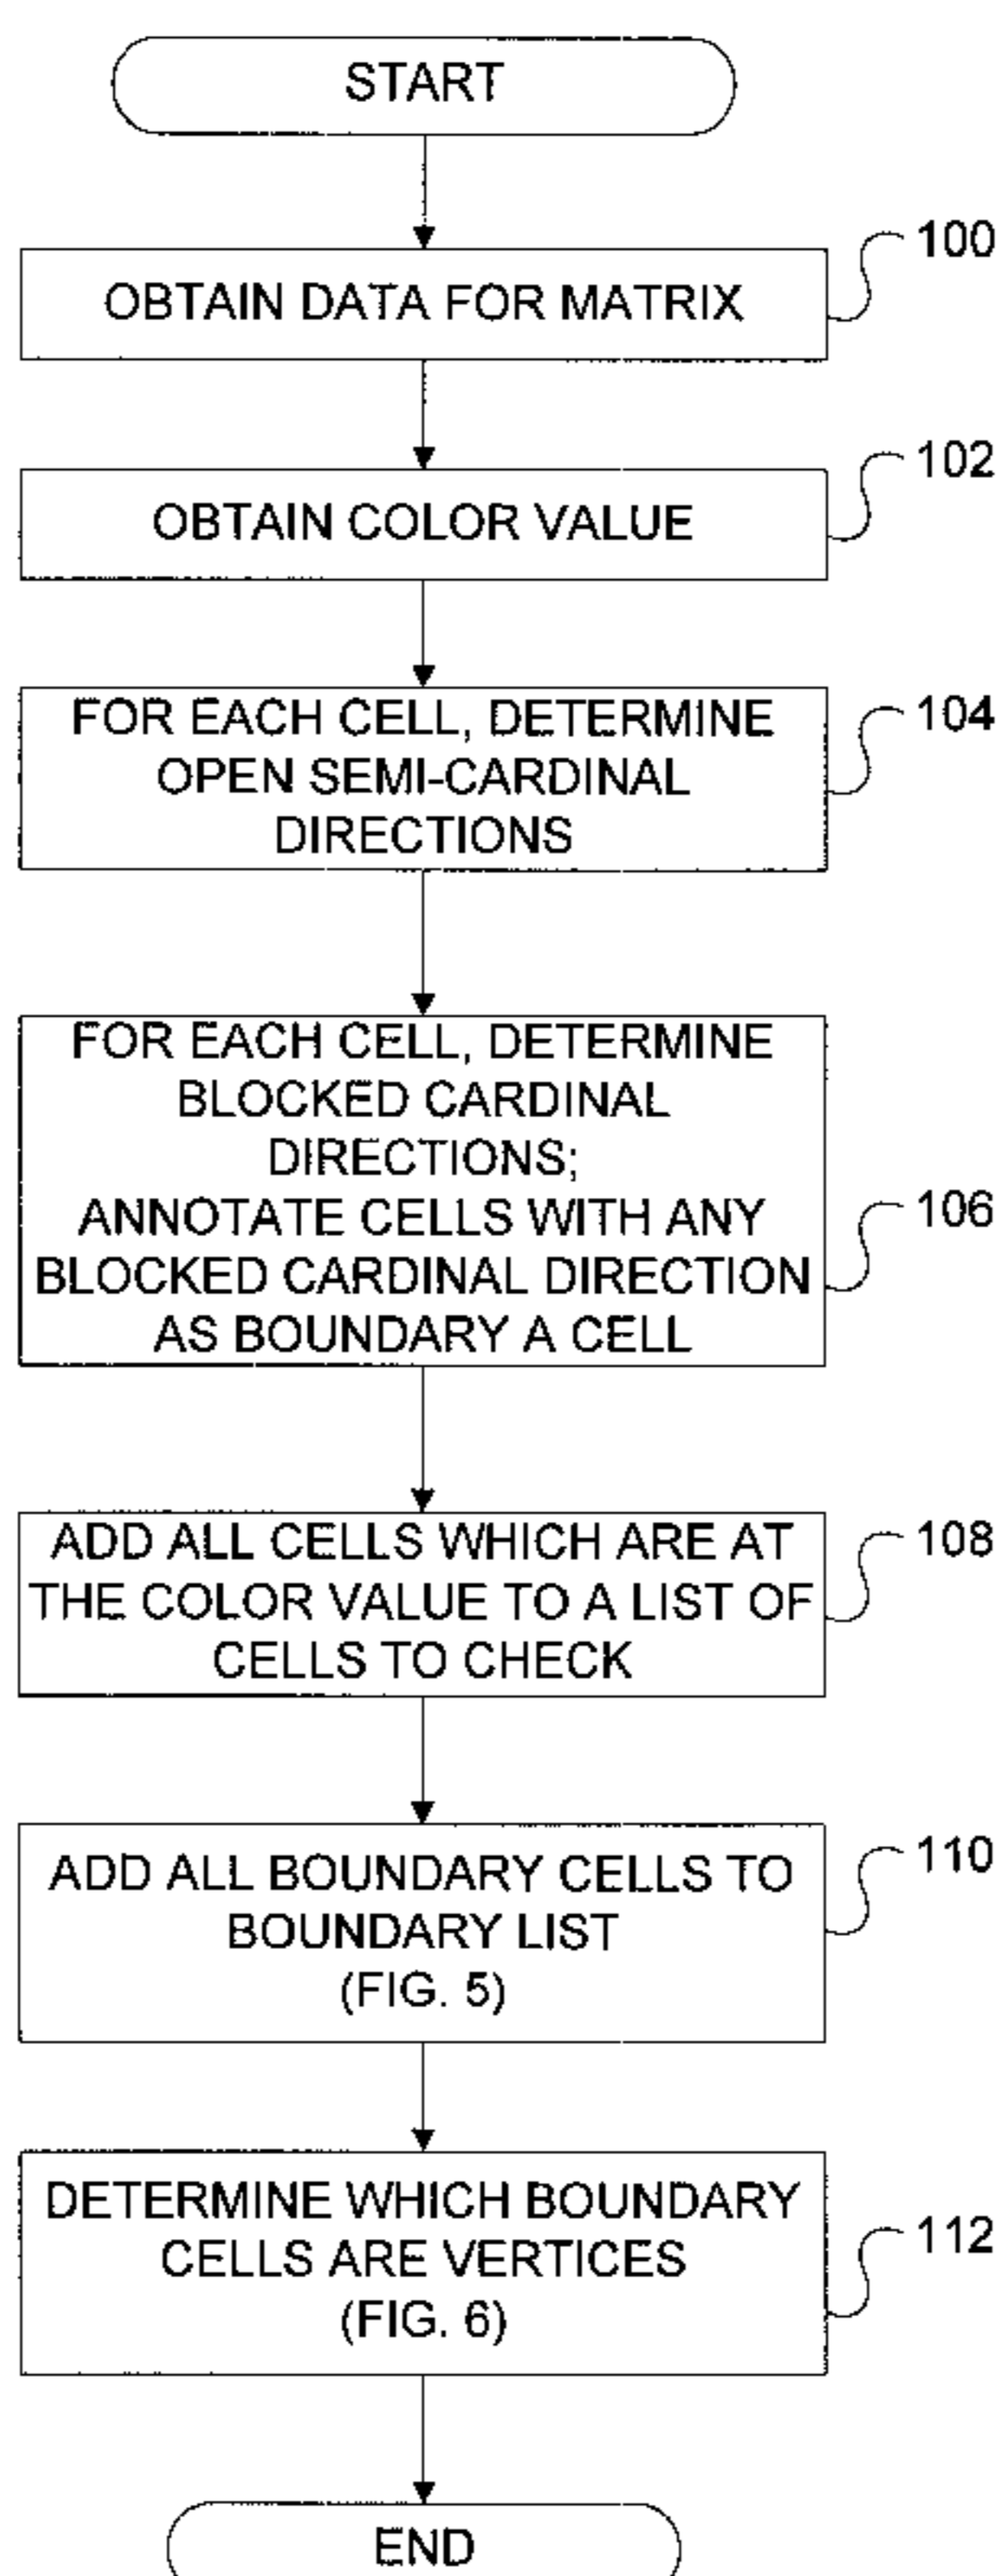 START
100
OBTAIN DATA FOR MATRIX
102
OBTAIN COLOR VALUE
104
FOR EACH CELL, DETERMINE
OPEN SEMI-CARDINAL
DIRECTIONS
106
FOR EACH CELL, DETERMINE
BLOCKED CARDINAL
DIRECTIONS;
ANNOTATE CELLS WITH ANY
BLOCKED CARDINAL DIRECTION
AS BOUNDARY A CELL
108
ADD ALL CELLS WHICH ARE AT
THE COLOR VALUE TO A LIST OF
CELLS TO CHECK
110
ADD ALL BOUNDARY CELLS TO
BOUNDARY LIST
(FIG. 5)
112
DETERMINE WHICH BOUNDARY
CELLS ARE VERTICES
(FIG. 6)
END